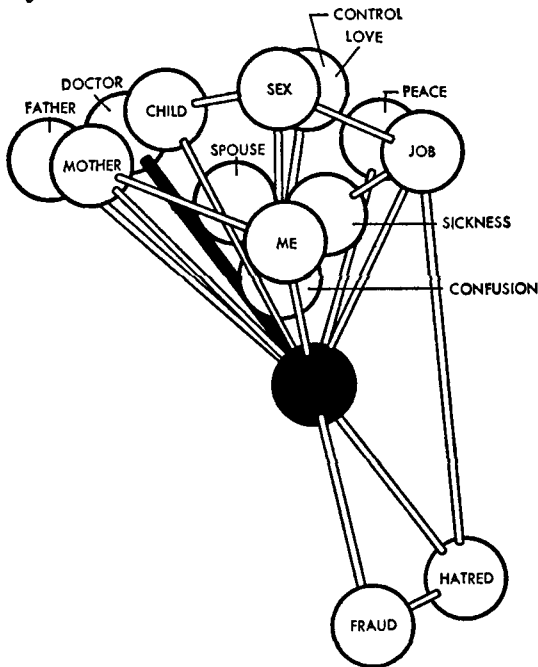 CONTROL
LOVE
SEX
DOCTOR
CHILD
PEACE
FATHER
MOTHER
JOB
SPOUSE
SICKNESS
ME
CONFUSION
HATRED
FRAUD